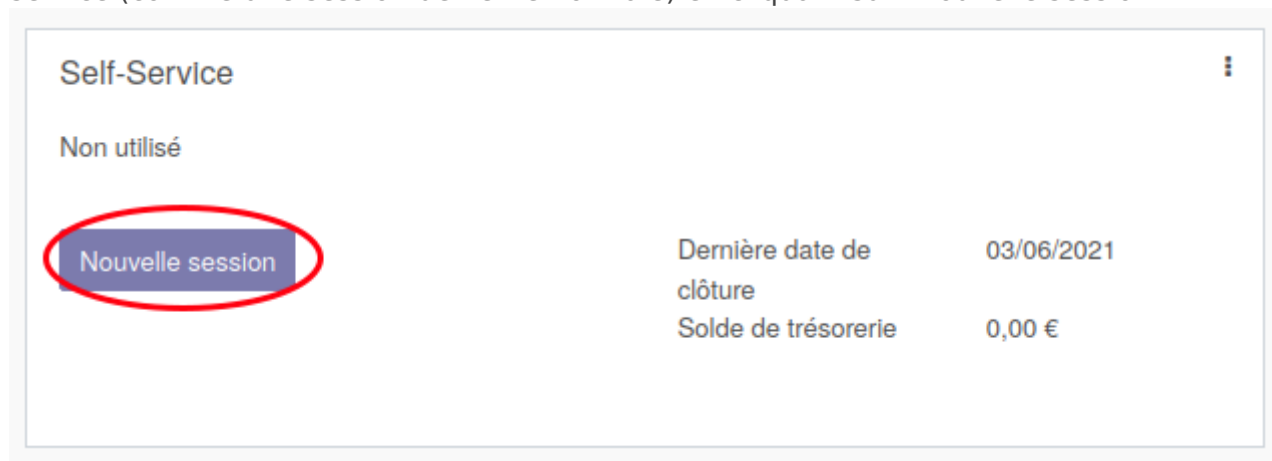 Self-Service
Non utilisé
Nouvelle session
Dernière date de clôture
03/06/2021
Solde de trésorerie
0,00 €